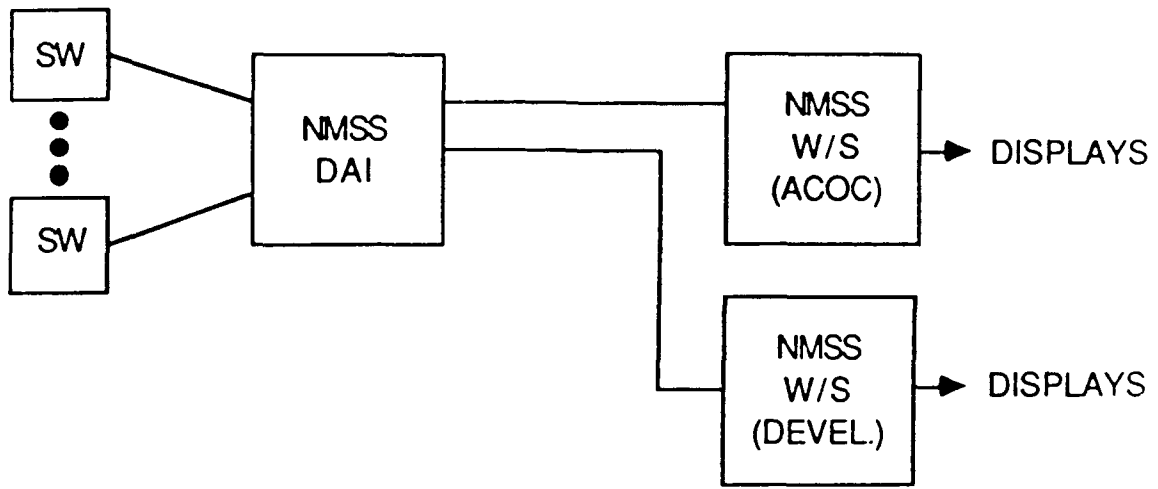 SW
SW
NMSS
DAI
NMSS
W/S
(ACOC)
DISPLAYS
NMSS
W/S
(DEVEL.)
DISPLAYS